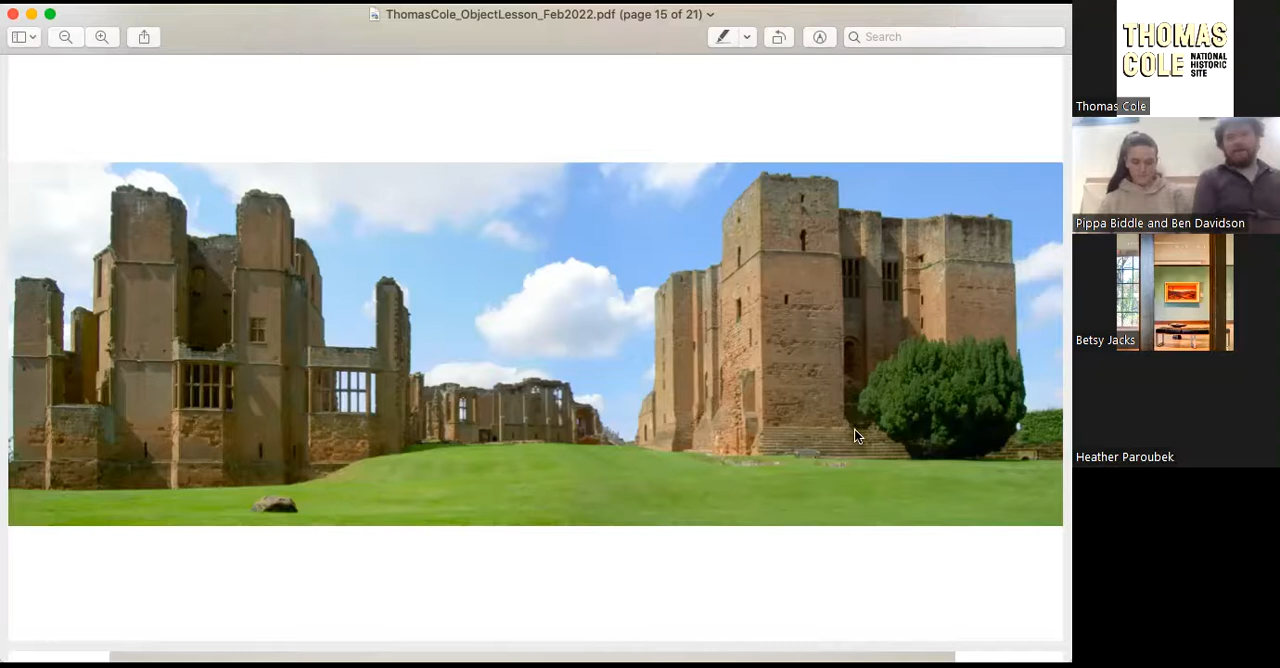 ThomasCole_ObjectLesson_Feb2022.pdf (page 15 of 21)
Search
THOMAS
COLE NATIONAL
HISTORIC
SITE
Thomas Cole
Pippa Biddle and Ben Davidson
Betsy Jacks
Heather Paroubek